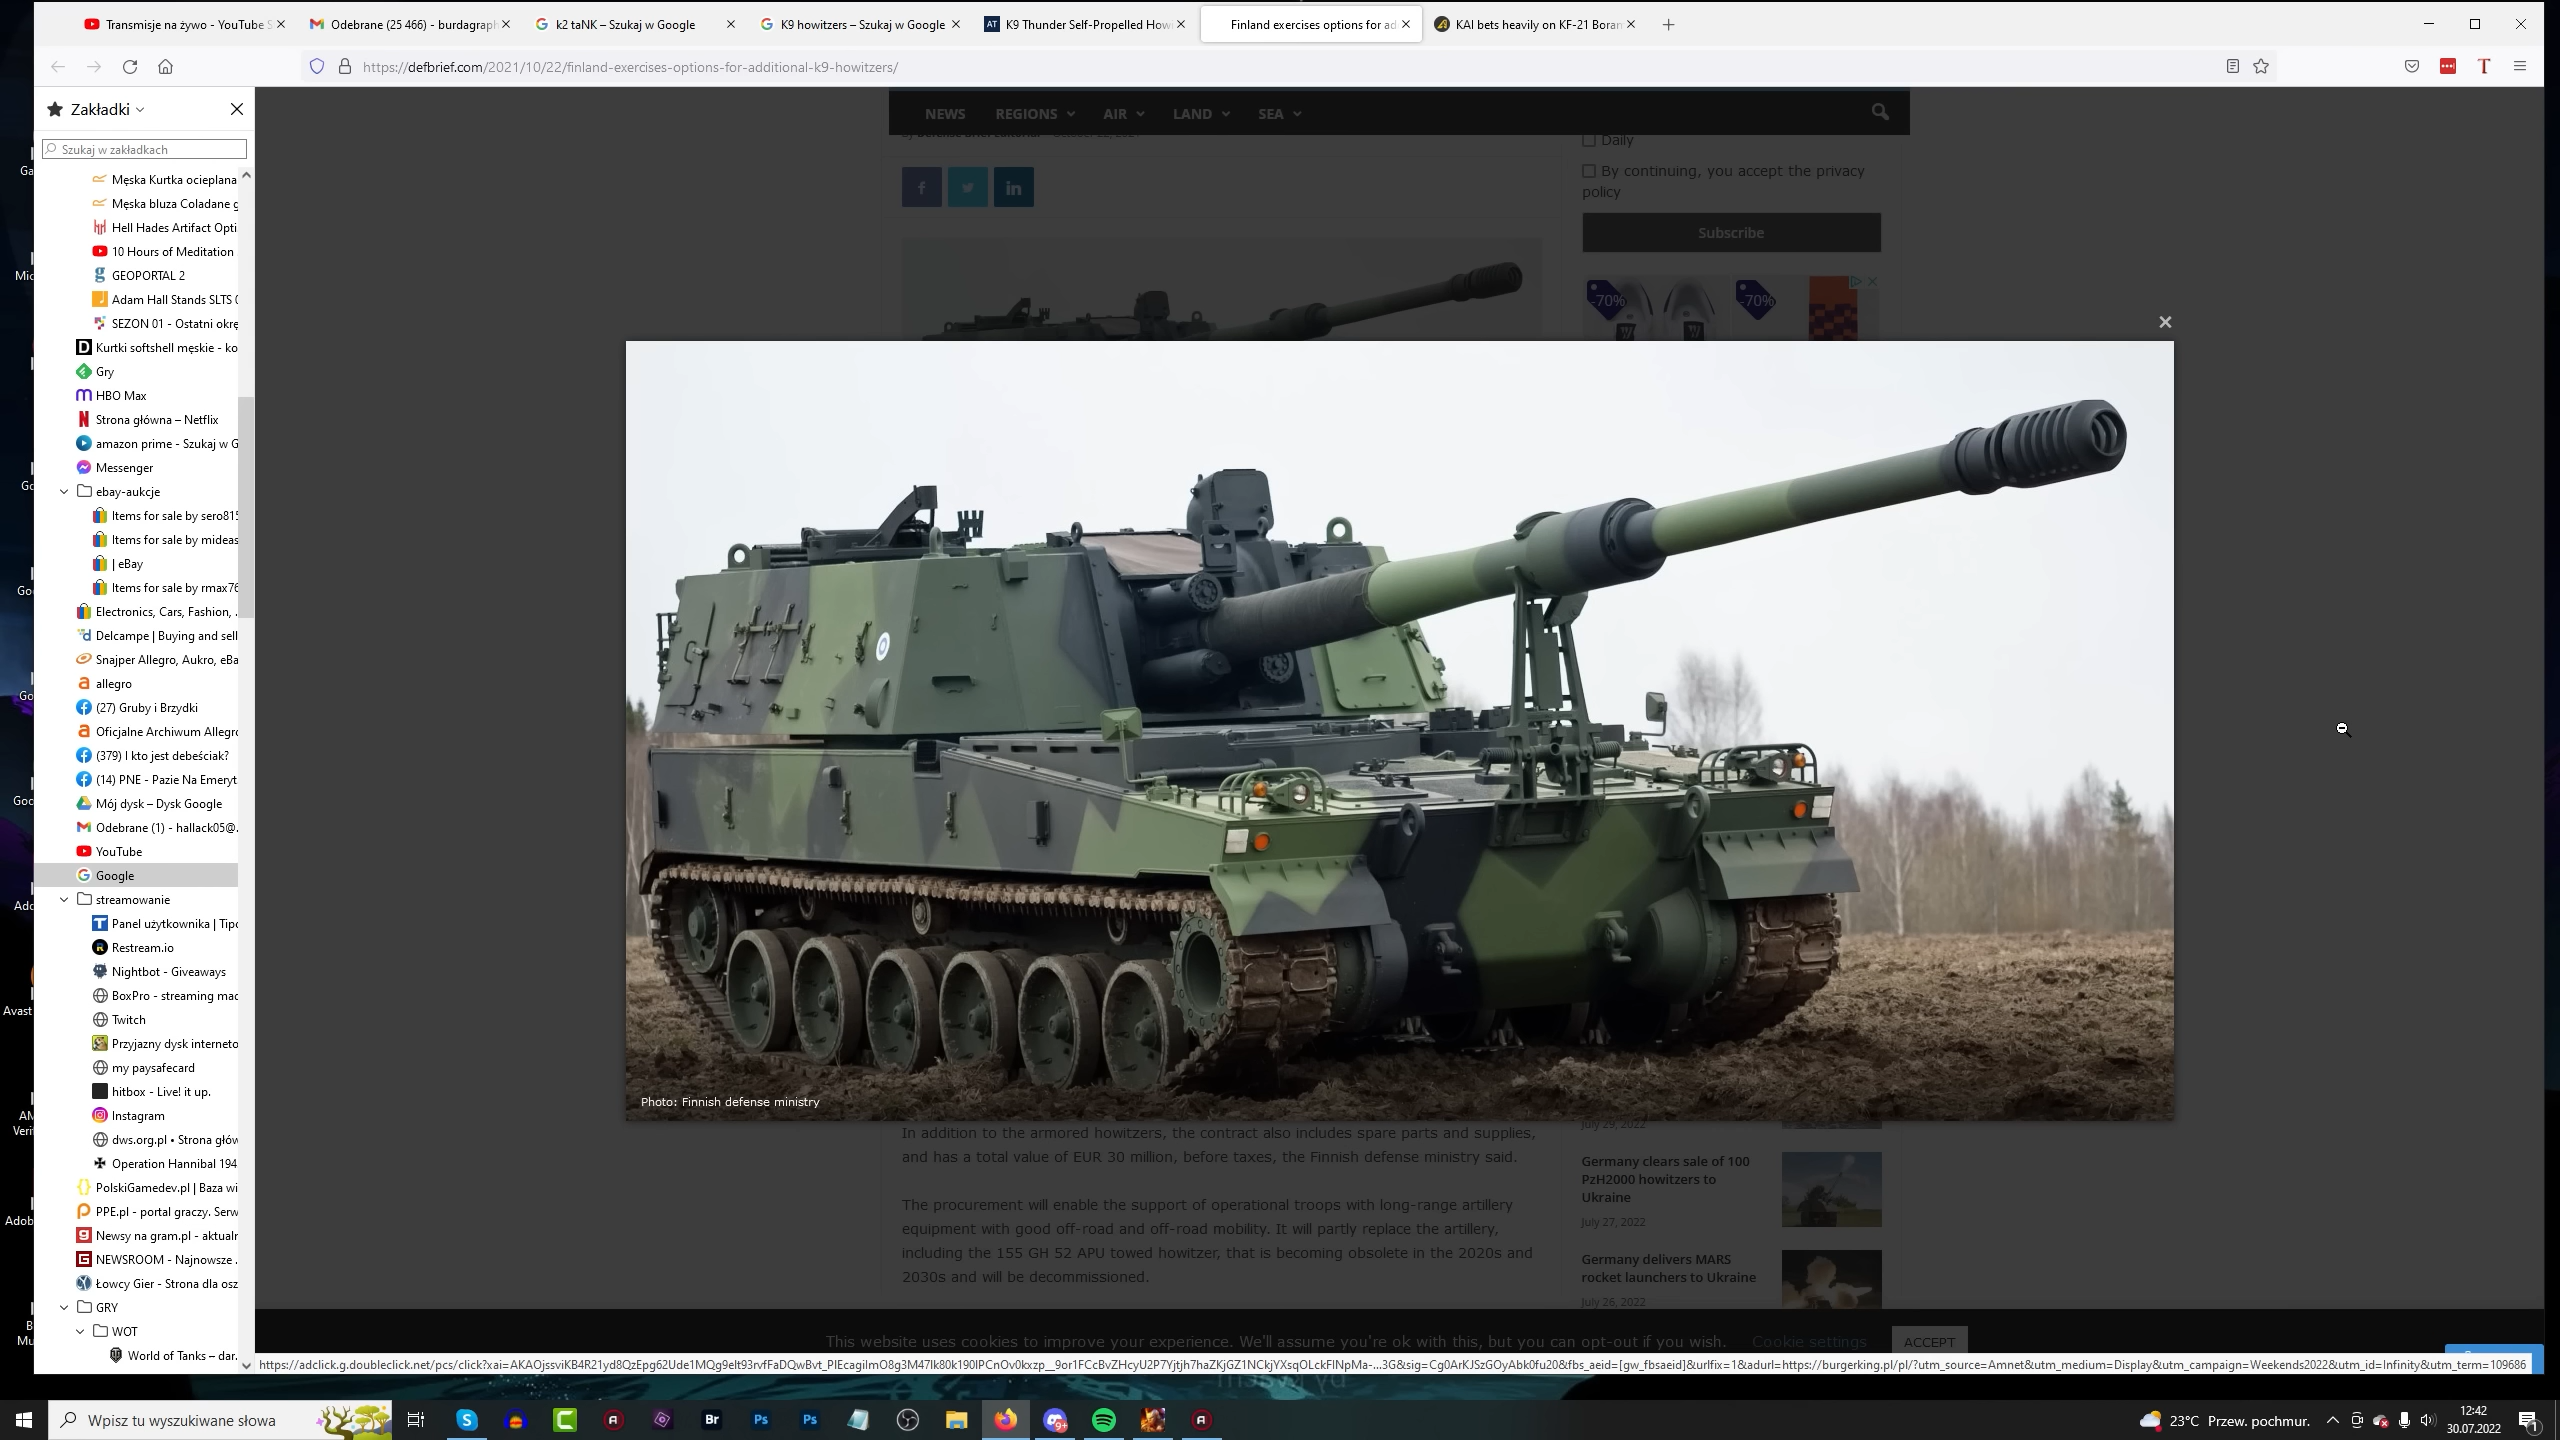 Transmisje na żywo - YouTube S
Odebrane (25 466) - burdagraph
k2 taNK – Szukaj w Google
K9 howitzers – Szukaj w Google
K9 Thunder Self-Propelled How
Finland exercises options for ad
KAI bets heavily on KF-21 Boram
https://defbrief.com/2021/10/22/finland-exercises-options-for-additional-k9-howitzers/
Zakładki
Szukaj w zakładkach
Męska Kurtka ocieplana
Męska bluza Coladane g
Hell Hades Artifact Opti
10 Hours of Meditation
GEOPORTAL 2
Adam Hall Stands SLTS 0
SEZON 01 - Ostatni okrę
Kurtki softshell męskie - ko
Gry
HBO Max
Strona główna – Netflix
amazon prime - Szukaj w G
Messenger
ebay-aukcje
Items for sale by sero815
Items for sale by mideas
| eBay
Items for sale by rmax76
Electronics, Cars, Fashion, .
Delcampe | Buying and sell
Snajper Allegro, Aukro, eBa
allegro
(27) Gruby i Brzydki
Oficjalne Archiwum Allegro
(379) I kto jest debeściak?
(14) PNE - Pazie Na Emeryt
Mój dysk – Dysk Google
Odebrane (1) - hallack05@.
YouTube
Google
streamowanie
Panel użytkownika | Tipo
Restream.io
Nightbot - Giveaways
BoxPro - streaming mad
Twitch
Przyjazny dysk interneto
my paysafecard
hitbox - Live! it up.
Instagram
dws.org.pl • Strona głów
Operation Hannibal 194
PolskiGamedev.pl | Baza wi
PPE.pl - portal graczy. Serw
Newsy na gram.pl - aktualn
NEWSROOM - Najnowsze .
Łowcy Gier - Strona dla osz
GRY
WOT
World of Tanks – dar.
NEWS REGIONS AIR LAND SEA
Daily
By continuing, you accept the privacy
policy
Subscribe
-70% -70%
Photo: Finnish defense ministry
In addition to the armored howitzers, the contract also includes spare parts and supplies,
and has a total value of EUR 30 million, before taxes, the Finnish defense ministry said.
The procurement will enable the support of operational troops with long-range artillery
equipment with good off-road and off-road mobility. It will partly replace the artillery,
including the 155 GH 52 APU towed howitzer, that is becoming obsolete in the 2020s and
2030s and will be decommissioned.
July 29, 2022
Germany clears sale of 100
PzH2000 howitzers to
Ukraine
July 27, 2022
Germany delivers MARS
rocket launchers to Ukraine
July 26, 2022
This website uses cookies to improve your experience. We'll assume you're ok with this, but you can opt-out if you wish. Cookie settings ACCEPT
Wpisz tu wyszukiwane słowa
23°C Przew. pochmur.
12:42
30.07.2022